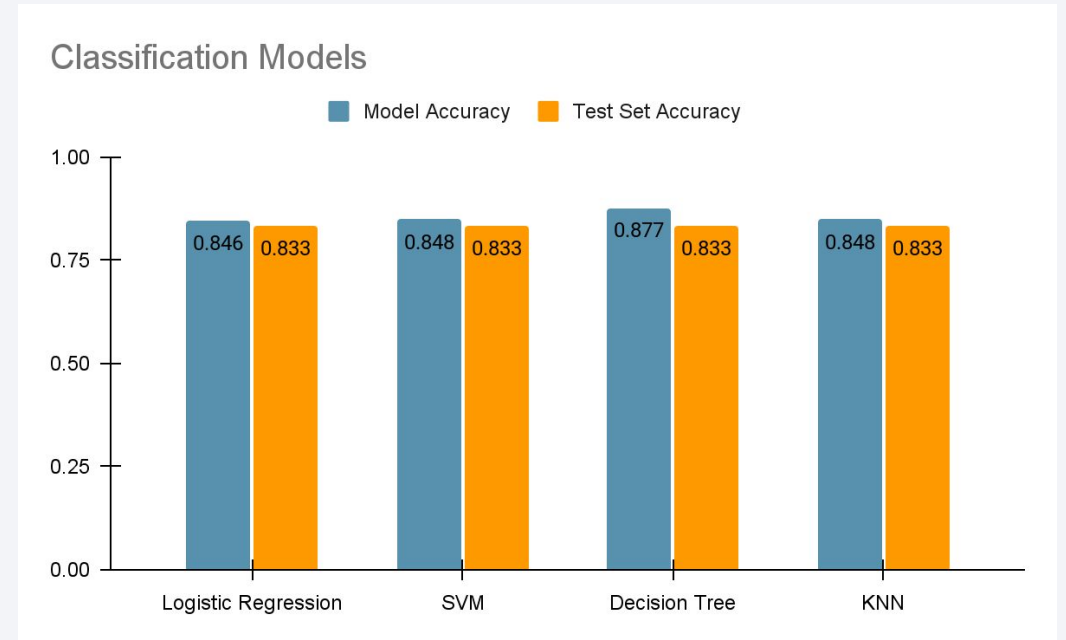 Classification Models
Model Accuracy Test Set Accuracy
1.00
0.75
0.50
0.25
0.00
0.846 0.833 0.848 0.833 0.877 0.833 0.848 0.833
Logistic Regression SVM Decision Tree KNN